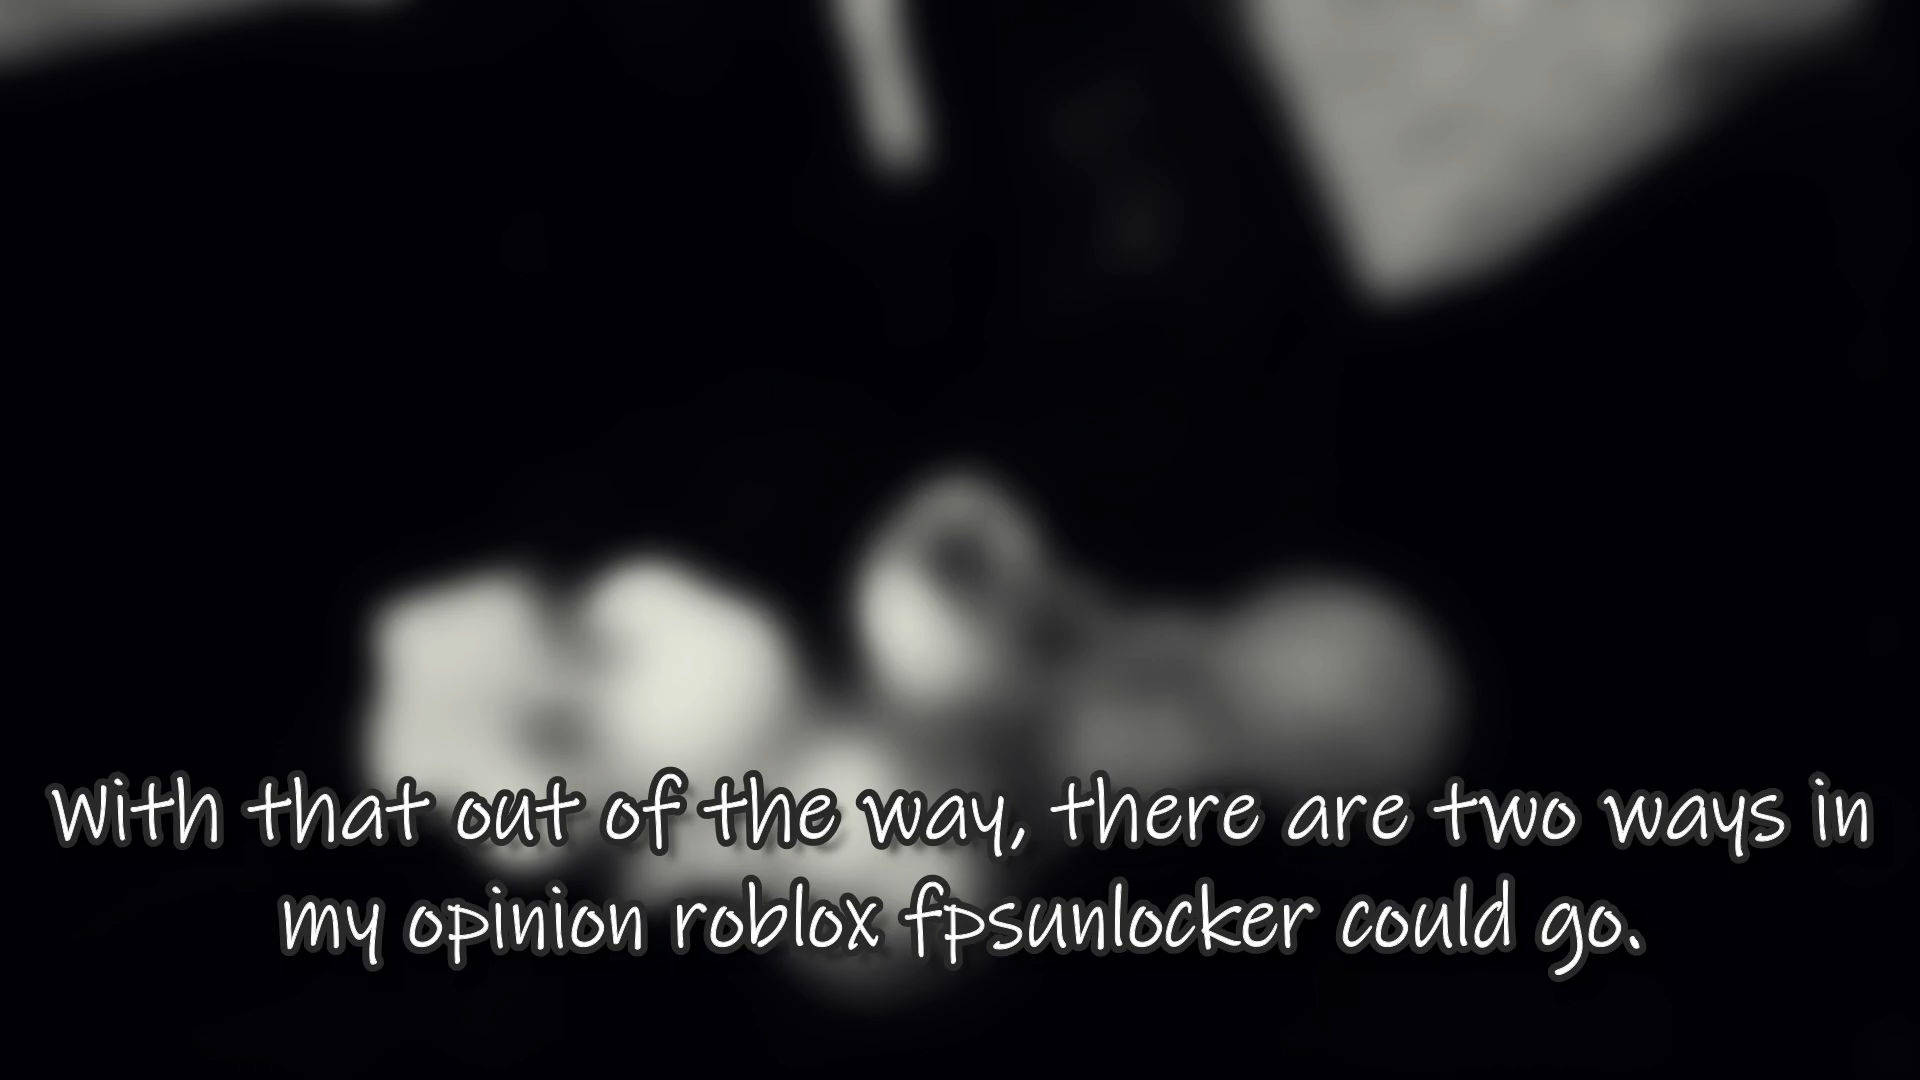 With that out of the way, there are two ways in
my opinion roblox fpsunlocker could go.